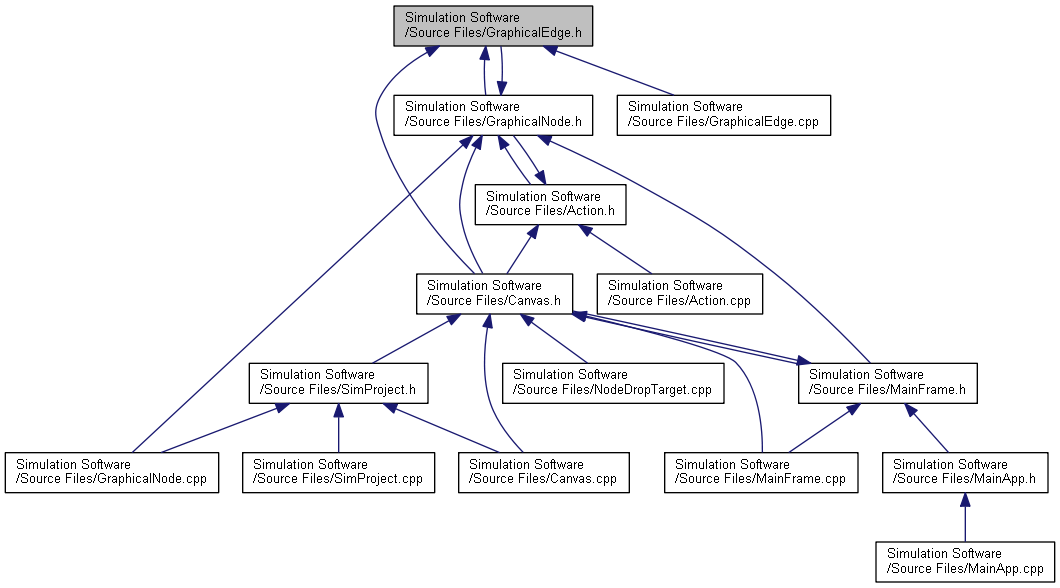 Simulation Software
/Source Files/GraphicalEdge.h
Simulation Software
/Source Files/GraphicalNode.h
Simulation Software
/Source Files/GraphicalEdge.cpp
Simulation Software
/Source Files/Action.h
Simulation Software
/Source Files/Canvas.h
Simulation Software
/Source Files/Action.cpp
Simulation Software
/Source Files/SimProject.h
Simulation Software
/Source Files/NodeDropTarget.cpp
Simulation Software
/Source Files/MainFrame.h
Simulation Software
/Source Files/GraphicalNode.cpp
Simulation Software
/Source Files/SimProject.cpp
Simulation Software
/Source Files/Canvas.cpp
Simulation Software
/Source Files/MainFrame.cpp
Simulation Software
/Source Files/MainApp.h
Simulation Software
/Source Files/MainApp.cpp